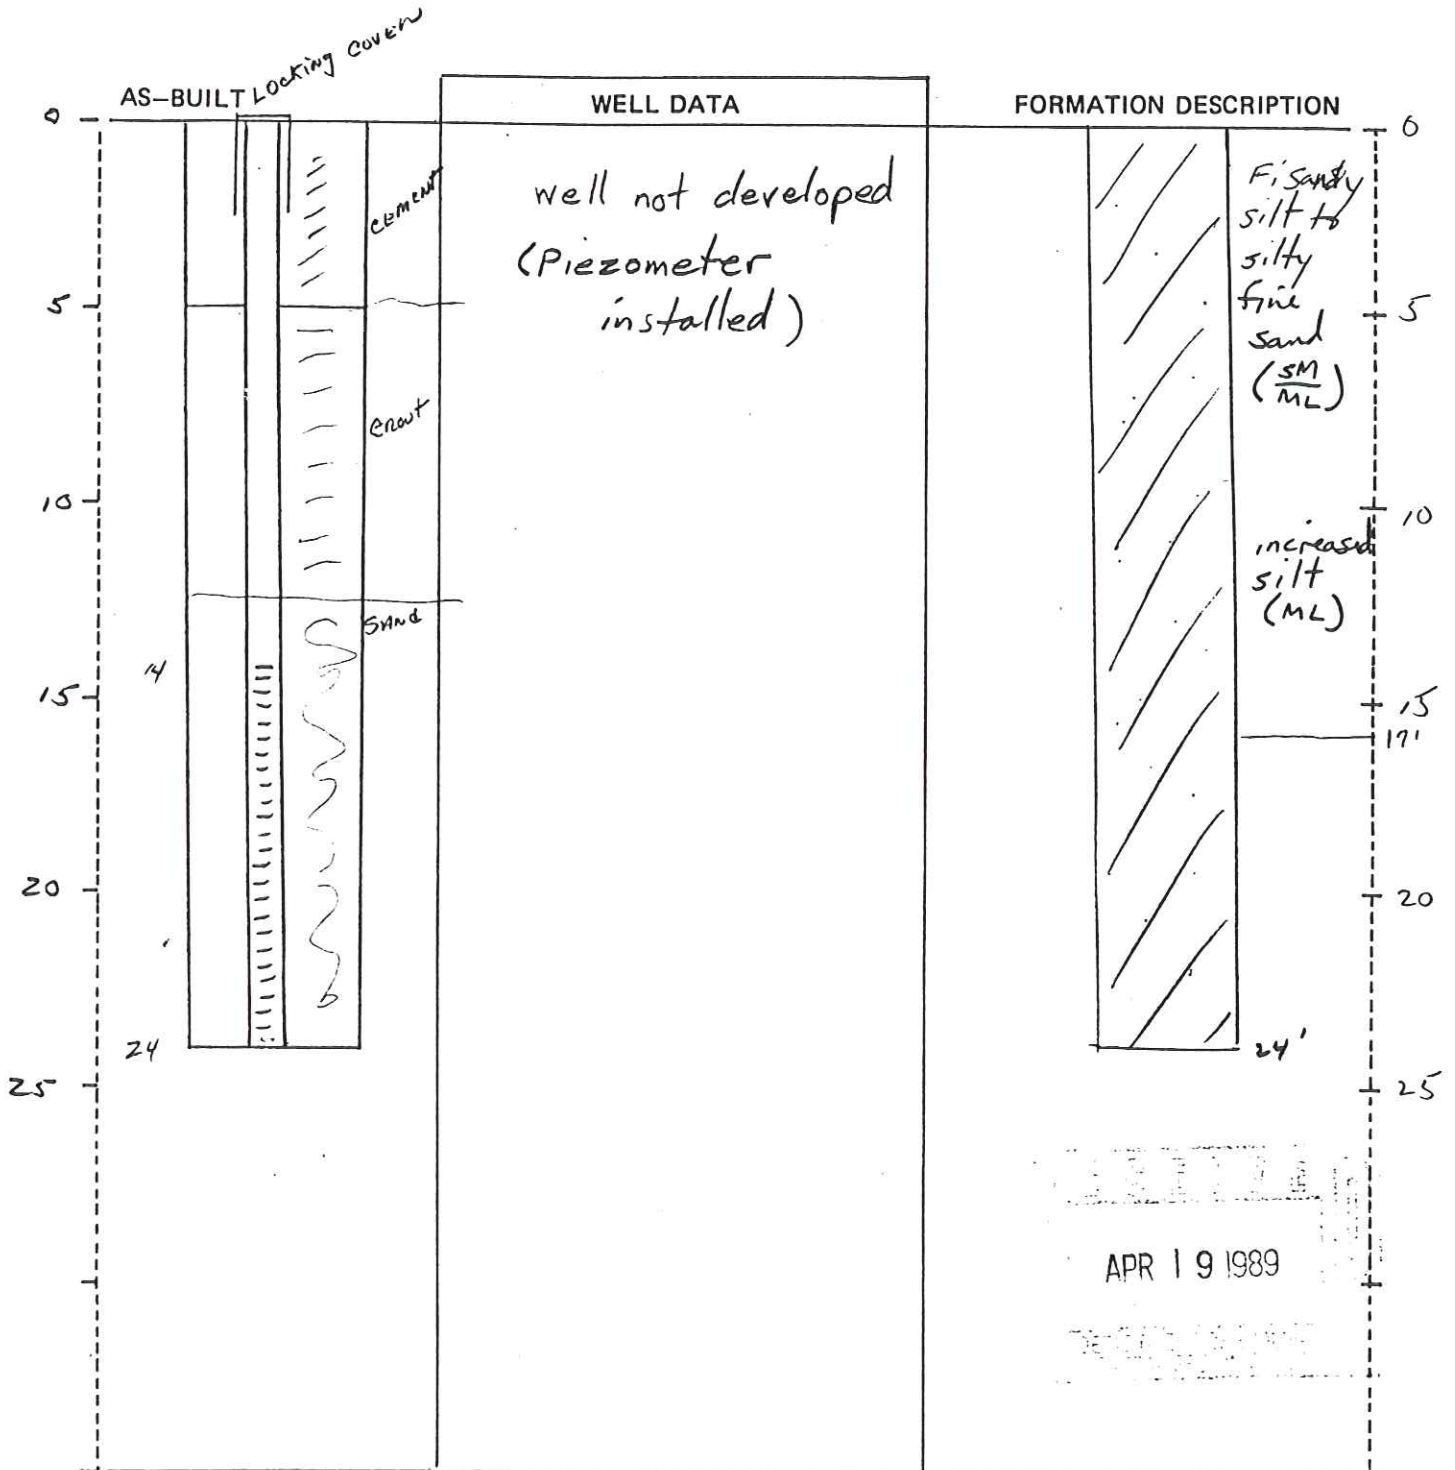 Locking cover
AS-BUILT
WELL DATA
FORMATION DESCRIPTION
0
5
10
14
15
20
24
25
cement
Grout
SAND
well not developed
(Piezometer
installed)
Fi sandy
silt to
silty
fine
sand
(SM
ML)
increased
silt
(ML)
24'
0
5
10
15
17'
20
25
APR 19 1989